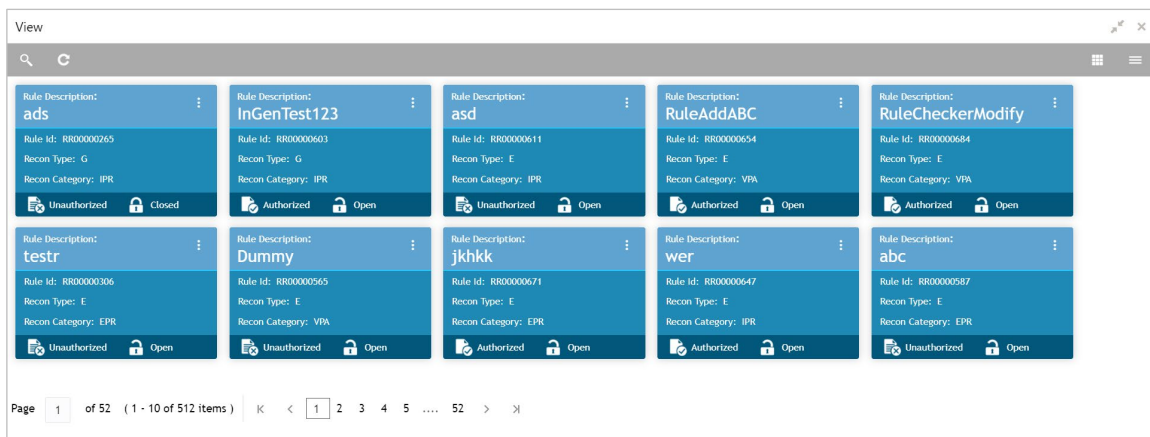 View
Rule Description:
ads
Rule Id: RR00000265
Recon Type: G
Recon Category: IPR
Unauthorized Closed
Rule Description:
InGenTest123
Rule Id: RR00000603
Recon Type: G
Recon Category: IPR
Authorized Open
Rule Description:
asd
Rule Id: RR00000611
Recon Type: E
Recon Category: IPR
Unauthorized Open
Rule Description:
RuleAddABC
Rule Id: RR00000654
Recon Type: E
Recon Category: VPA
Authorized Open
Rule Description:
RuleCheckerModify
Rule Id: RR00000684
Recon Type: E
Recon Category: VPA
Authorized Open
Rule Description:
testr
Rule Id: RR00000306
Recon Type: E
Recon Category: EPR
Unauthorized Open
Rule Description:
Dummy
Rule Id: RR00000565
Recon Type: E
Recon Category: VPA
Unauthorized Open
Rule Description:
jkhkk
Rule Id: RR00000671
Recon Type: E
Recon Category: EPR
Authorized Open
Rule Description:
wer
Rule Id: RR00000647
Recon Type: E
Recon Category: IPR
Authorized Open
Rule Description:
abc
Rule Id: RR00000587
Recon Type: E
Recon Category: EPR
Unauthorized Open
Page 1 of 52 ( 1 - 10 of 512 items ) 1 2 3 4 5 .... 52